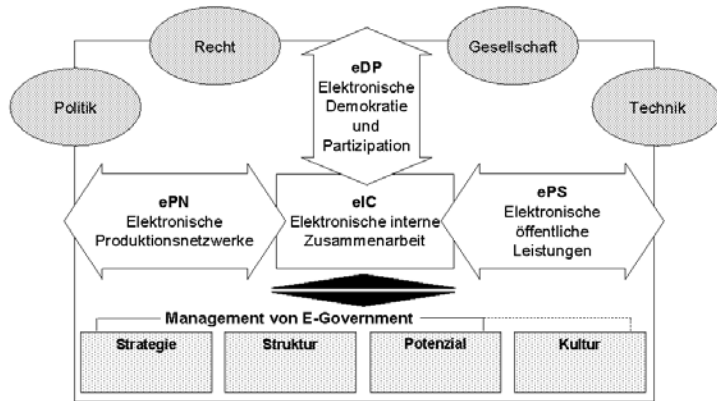 Recht
Gesellschaft
Politik
Technik
eDP
Elektronische
Demokratie
und
Partizipation
ePN
Elektronische
Produktionsnetzwerke
eIC
Elektronische interne
Zusammenarbeit
ePS
Elektronische
öffentliche
Leistungen
Management von E-Government
Strategie
Struktur
Potenzial
Kultur